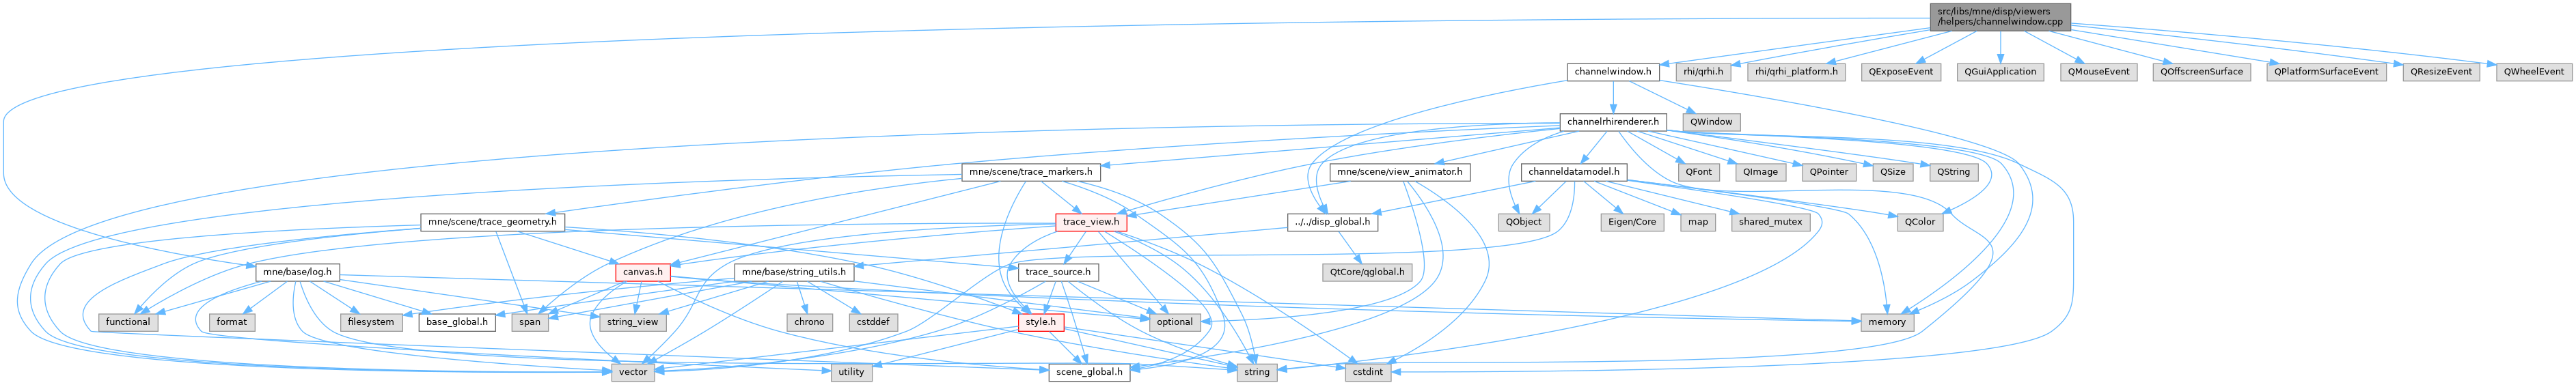 src/libs/mne/disp/viewers
/helpers/channelwindow.cpp
channelwindow.h
rhi/qrhi.h
rhi/qrhi_platform.h
QExposeEvent
QGuiApplication
QMouseEvent
QOffscreenSurface
QPlatformSurfaceEvent
QResizeEvent
QWheelEvent
channelrhirenderer.h
QWindow
mne/scene/trace_markers.h
mne/scene/view_animator.h
channeldatamodel.h
QFont
QImage
QPointer
QSize
QString
mne/scene/trace_geometry.h
trace_view.h
../../disp_global.h
QObject
Eigen/Core
map
shared_mutex
QColor
mne/base/log.h
canvas.h
mne/base/string_utils.h
trace_source.h
QtCore/qglobal.h
functional
format
filesystem
base_global.h
span
string_view
chrono
cstddef
style.h
optional
memory
vector
utility
scene_global.h
string
cstdint